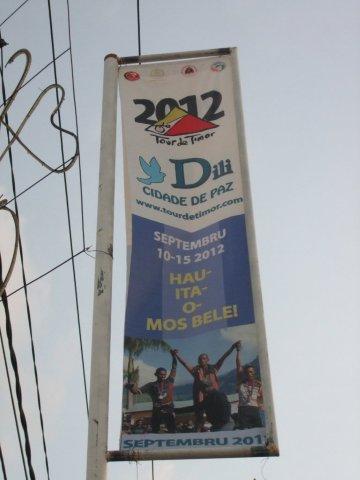 2012
Tour de Timor
Dili
CIDADE DE PAZ
www.tourdetimor.com
SEPTEMBRU
10-15 2012
HAU-
ITA-
O-
MOS BELE!
SEPTEMBRU 201